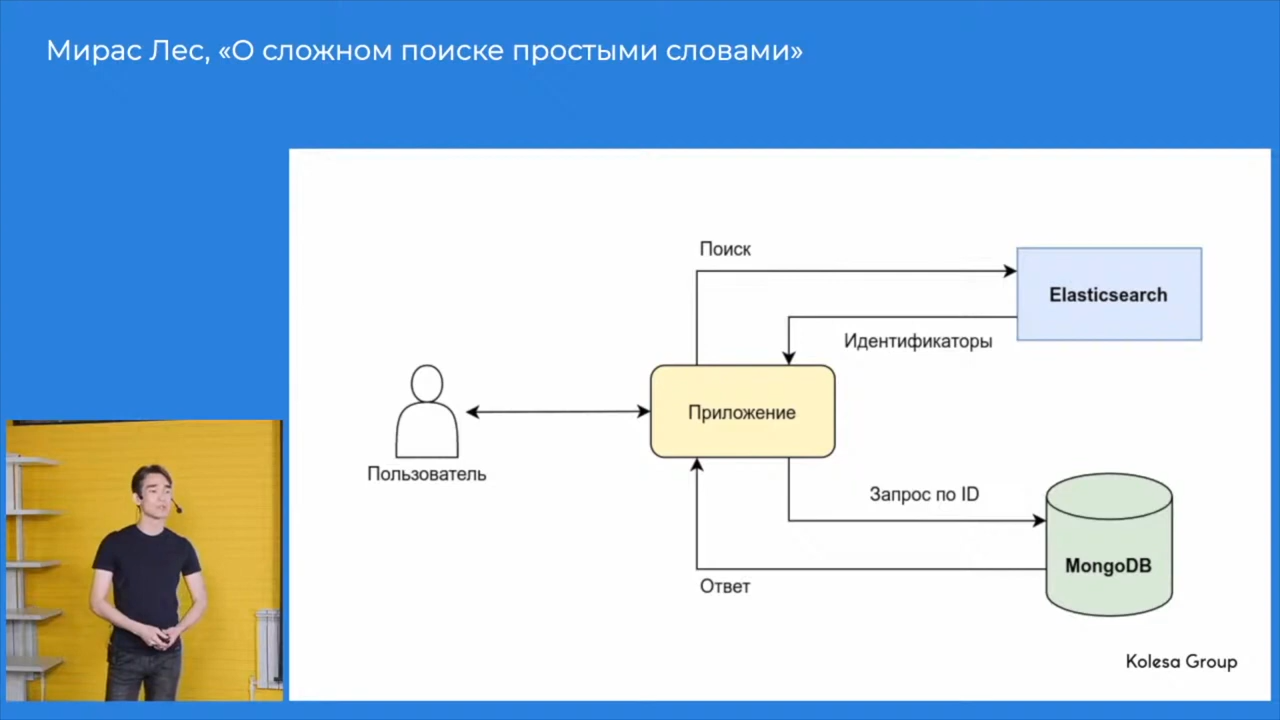 Мирас Лес, «О сложном поиске простыми словами»
Поиск
Elasticsearch
Идентификаторы
Приложение
Пользователь
Запрос по ID
MongoDB
Ответ
Kolesa Group